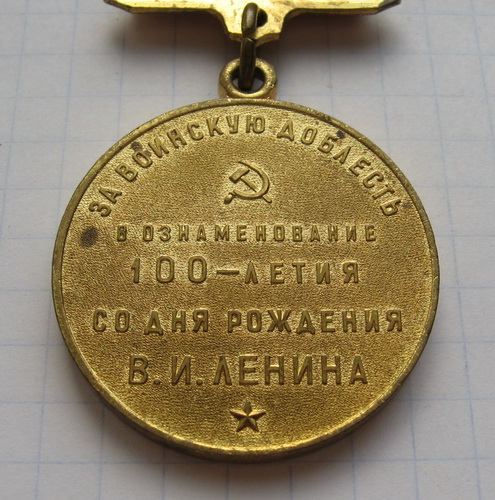 ЗА ВОИНСКУЮ ДОБЛЕСТЬ
В ОЗНАМЕНОВАНИЕ
100-ЛЕТИЯ
СО ДНЯ РОЖДЕНИЯ
В.И.ЛЕНИНА